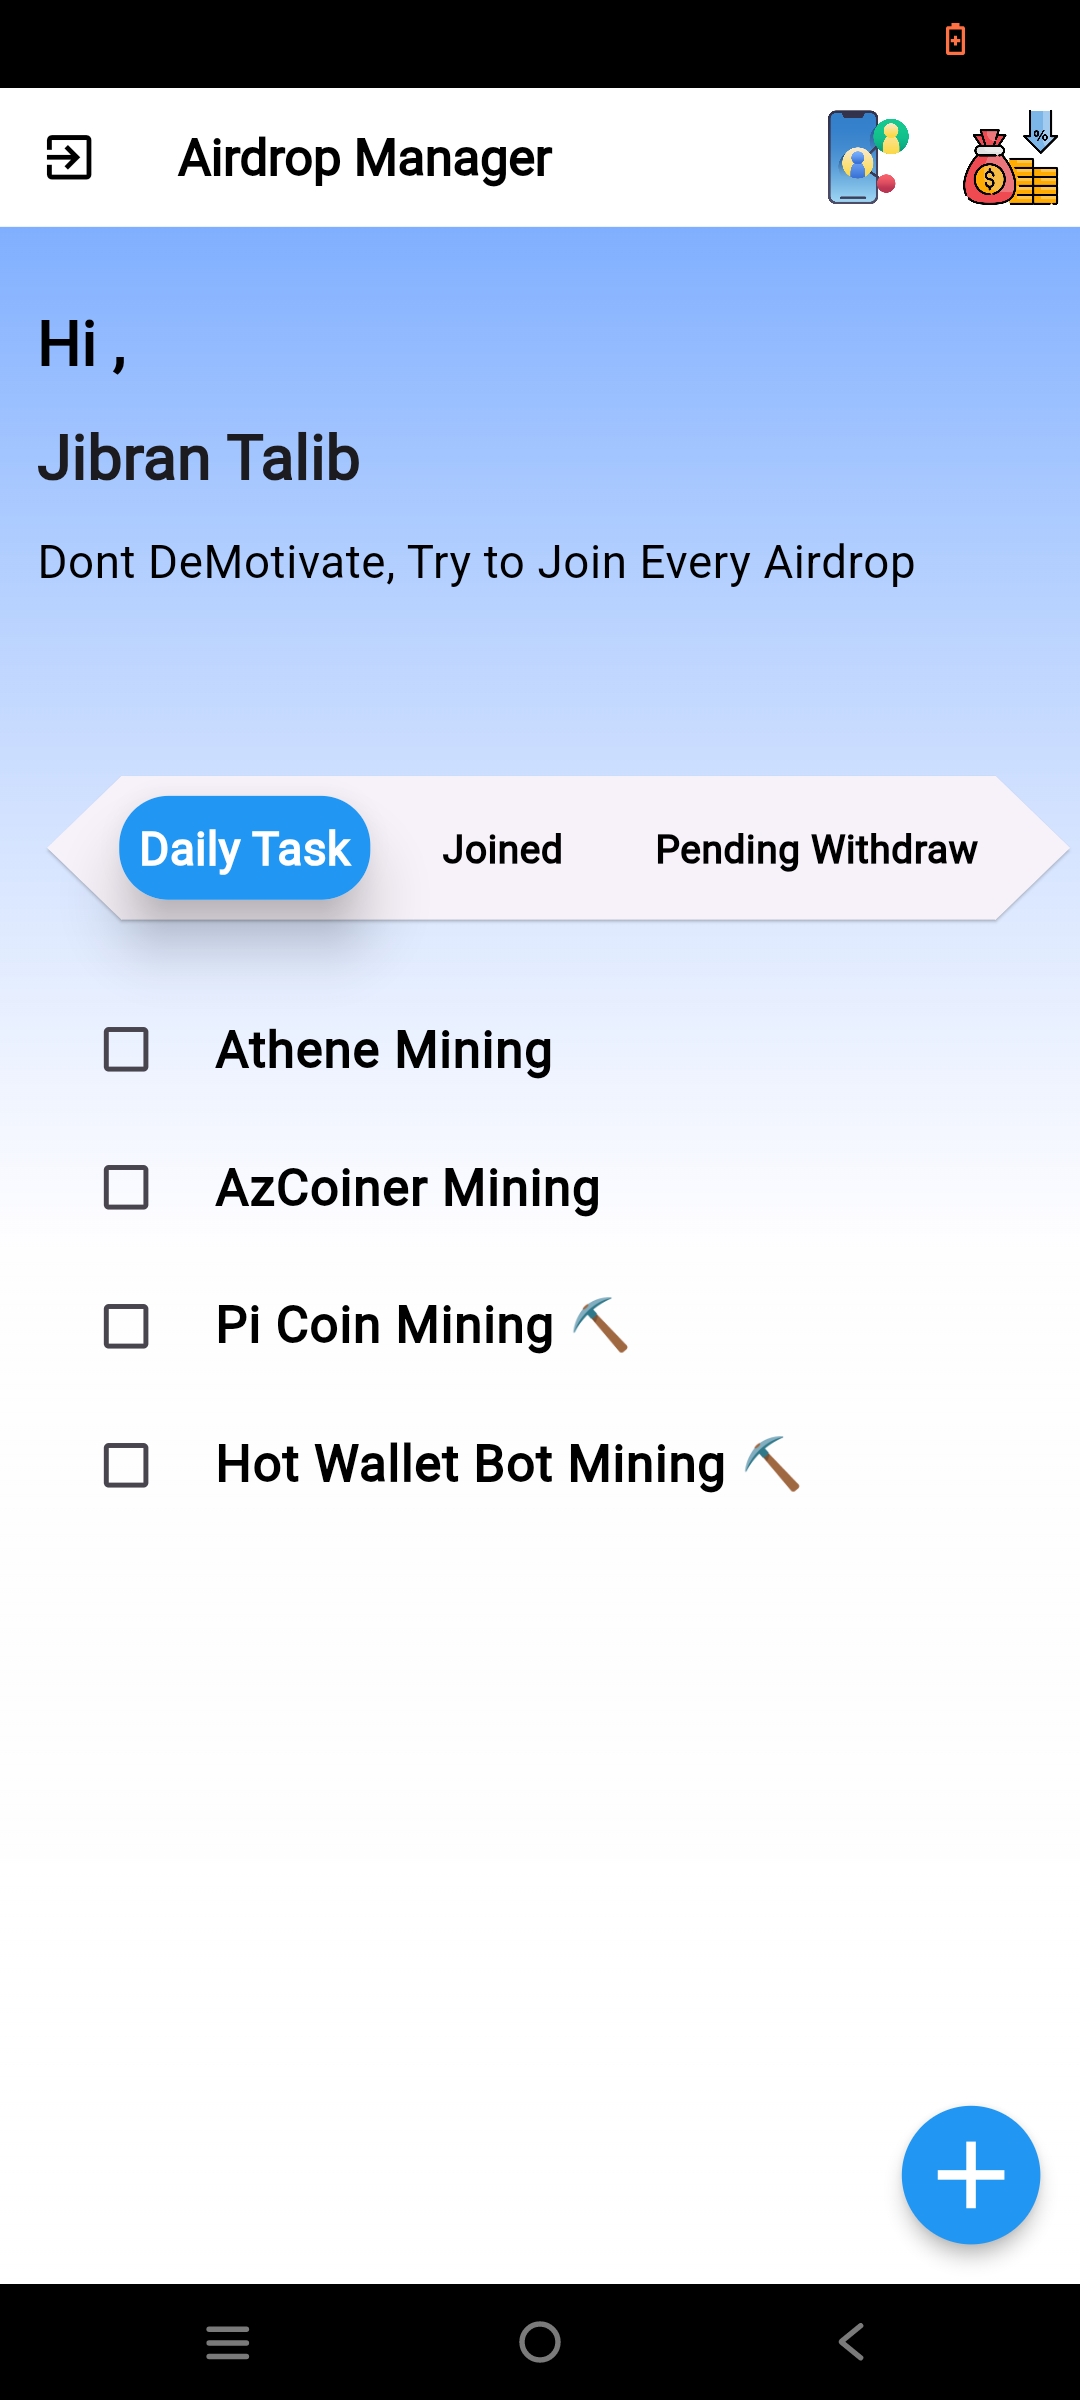 Airdrop Manager
Hi ,
Jibran Talib
Dont DeMotivate, Try to Join Every Airdrop
Daily Task Joined Pending Withdraw
Athene Mining
AzCoiner Mining
Pi Coin Mining ⛏️
Hot Wallet Bot Mining ⛏️